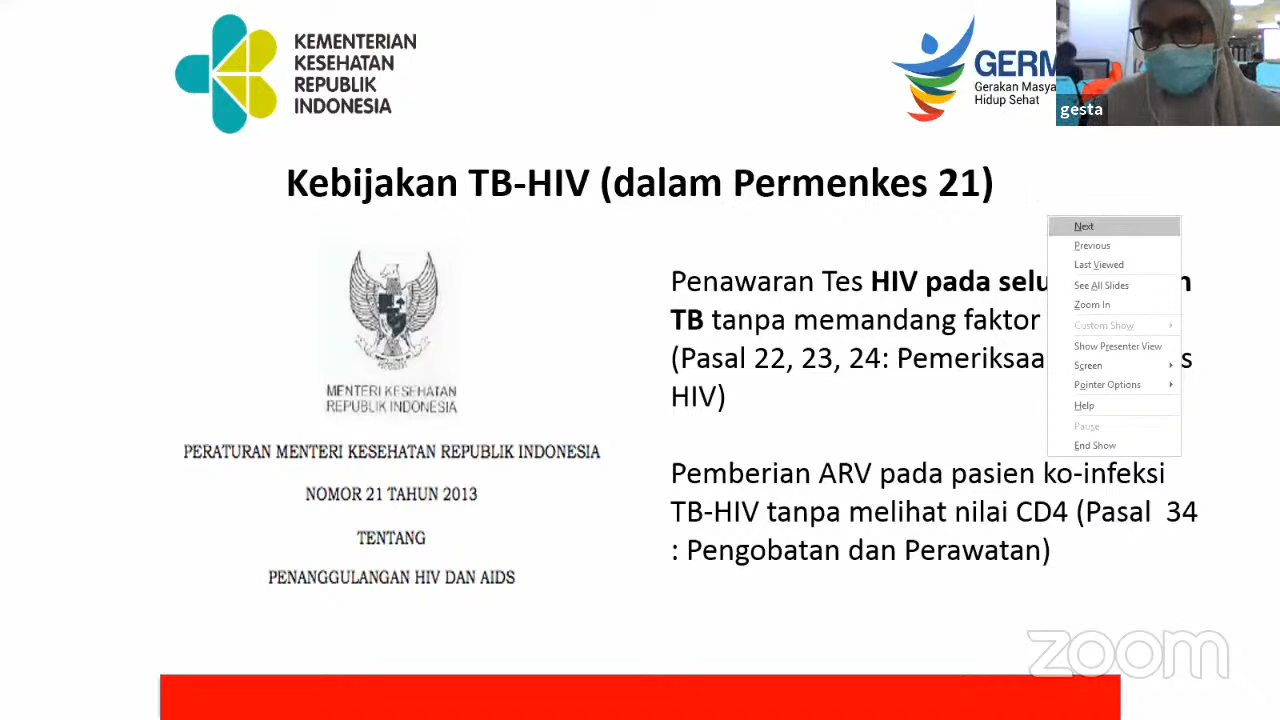 KEMENTERIAN
KESEHATAN
REPUBLIK
INDONESIA
GERM
Gerakan Masya
Hidup Sehat
gesta
Kebijakan TB-HIV (dalam Permenkes 21)
MENTERI KESEHATAN
REPUBLIK INDONESIA
PERATURAN MENTERI KESEHATAN REPUBLIK INDONESIA
NOMOR 21 TAHUN 2013
TENTANG
PENANGGULANGAN HIV DAN AIDS
Penawaran Tes HIV pada selu n
TB tanpa memandang faktor
(Pasal 22, 23, 24: Pemeriksaa s
HIV)
Pemberian ARV pada pasien ko-infeksi
TB-HIV tanpa melihat nilai CD4 (Pasal 34
: Pengobatan dan Perawatan)
Next
Previous
Last Viewed
See All Slides
Zoom In
Custom Show
Show Presenter View
Screen
Pointer Options
Help
Pause
End Show
zoom